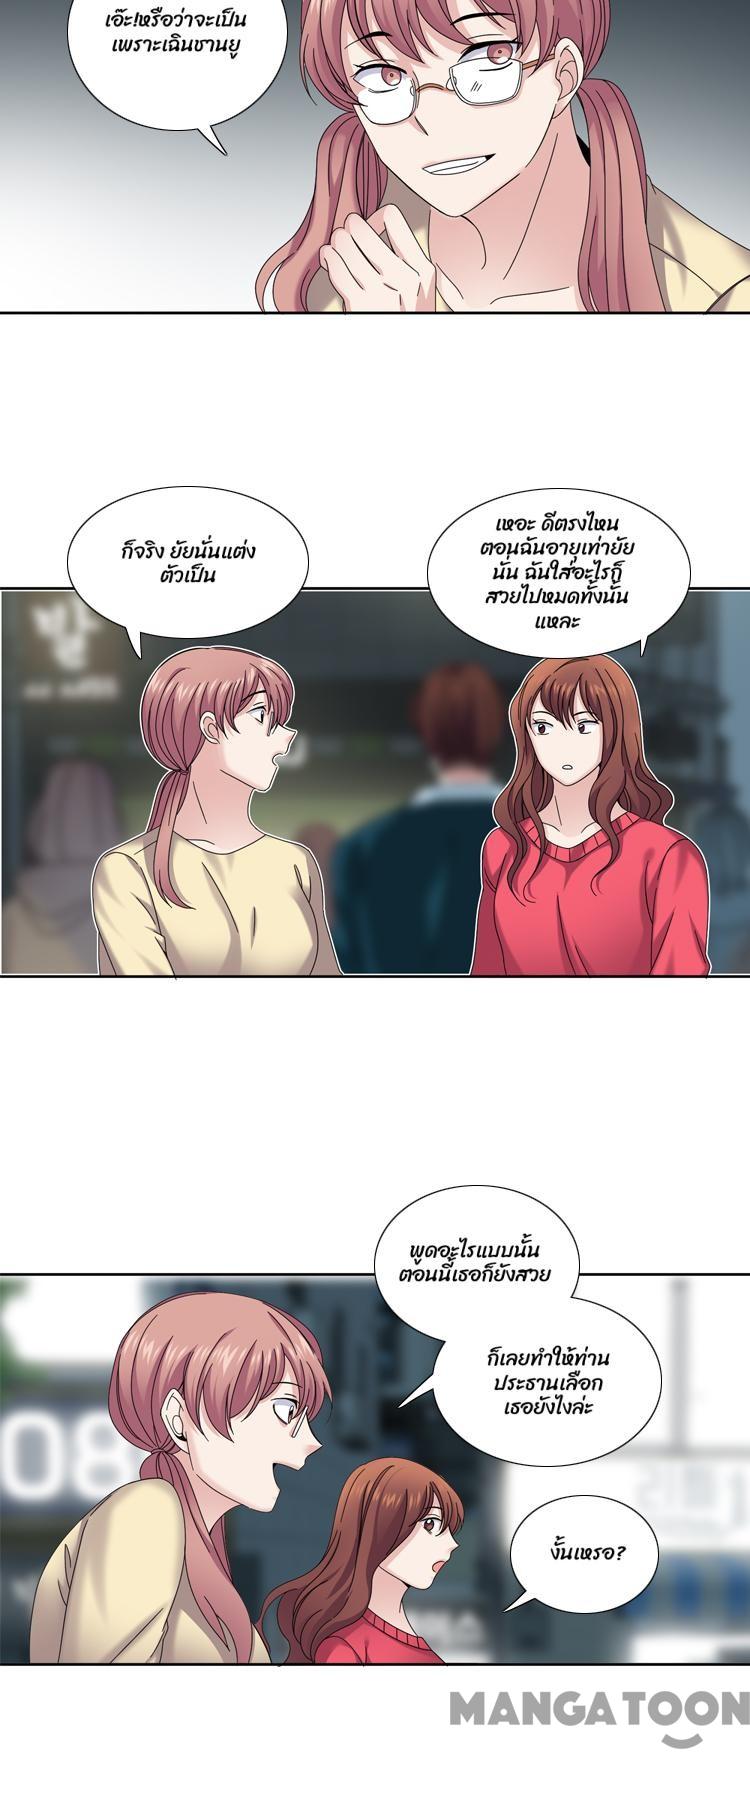 เอ๊ะ!หรือว่าจะเป็น
เพราะเฉินชานยู
ก็จริง ยัยนั่นแต่ง
ตัวเป็น
เหอะ ดีตรงไหน
ตอนฉันอายุเท่ายัย
นั่น ฉันใส่อะไรก็
สวยไปหมดทั้งนั้น
แหละ
พูดอะไรแบบนั้น
ตอนนี้เธอก็ยังสวย
ก็เลยทำให้ท่าน
ประธานเลือก
เธอยังไงล่ะ
08
งั้นเหรอ?
MANGATOON